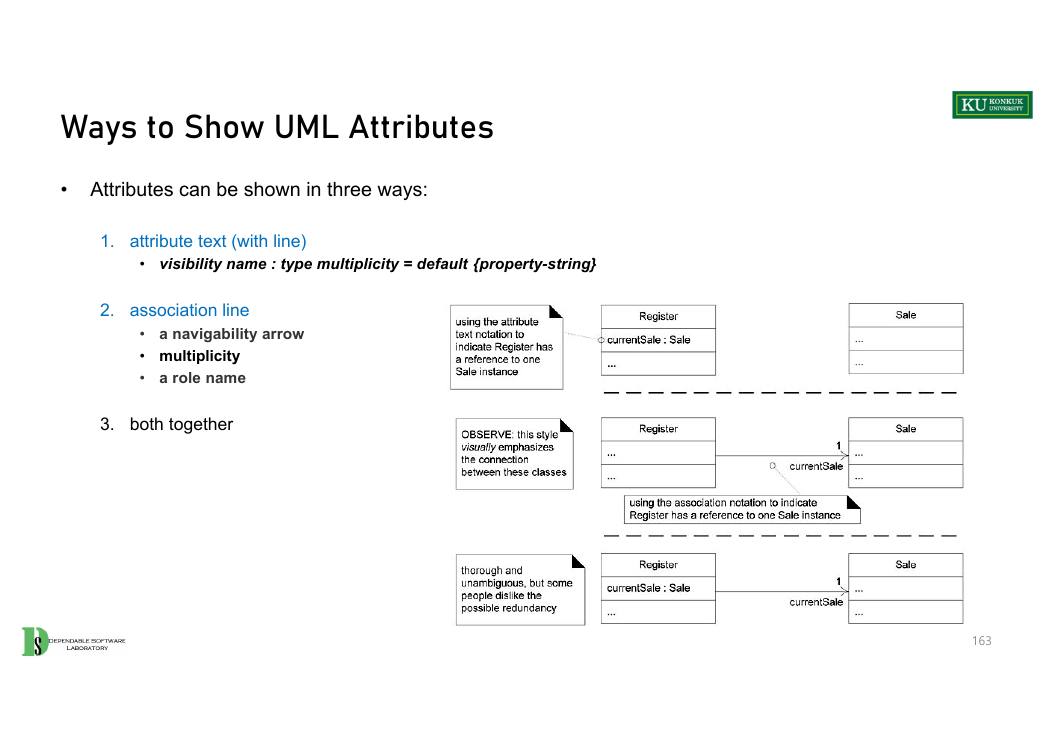 KU KONKUK
UNIVERSITY
Ways to Show UML Attributes
• Attributes can be shown in three ways:
1. attribute text (with line)
• visibility name : type multiplicity = default {property-string}
2. association line
• a navigability arrow
• multiplicity
• a role name
3. both together
using the attribute
text notation to
indicate Register has
a reference to one
Sale instance
Register
currentSale : Sale
...
Sale
...
...
OBSERVE: this style
visually emphasizes
the connection
between these classes
Register
...
...
1
currentSale
Sale
...
...
using the association notation to indicate
Register has a reference to one Sale instance
thorough and
unambiguous, but some
people dislike the
possible redundancy
Register
currentSale : Sale
...
1
currentSale
Sale
...
...
DS DEPENDABLE SOFTWARE
LABORATORY
163